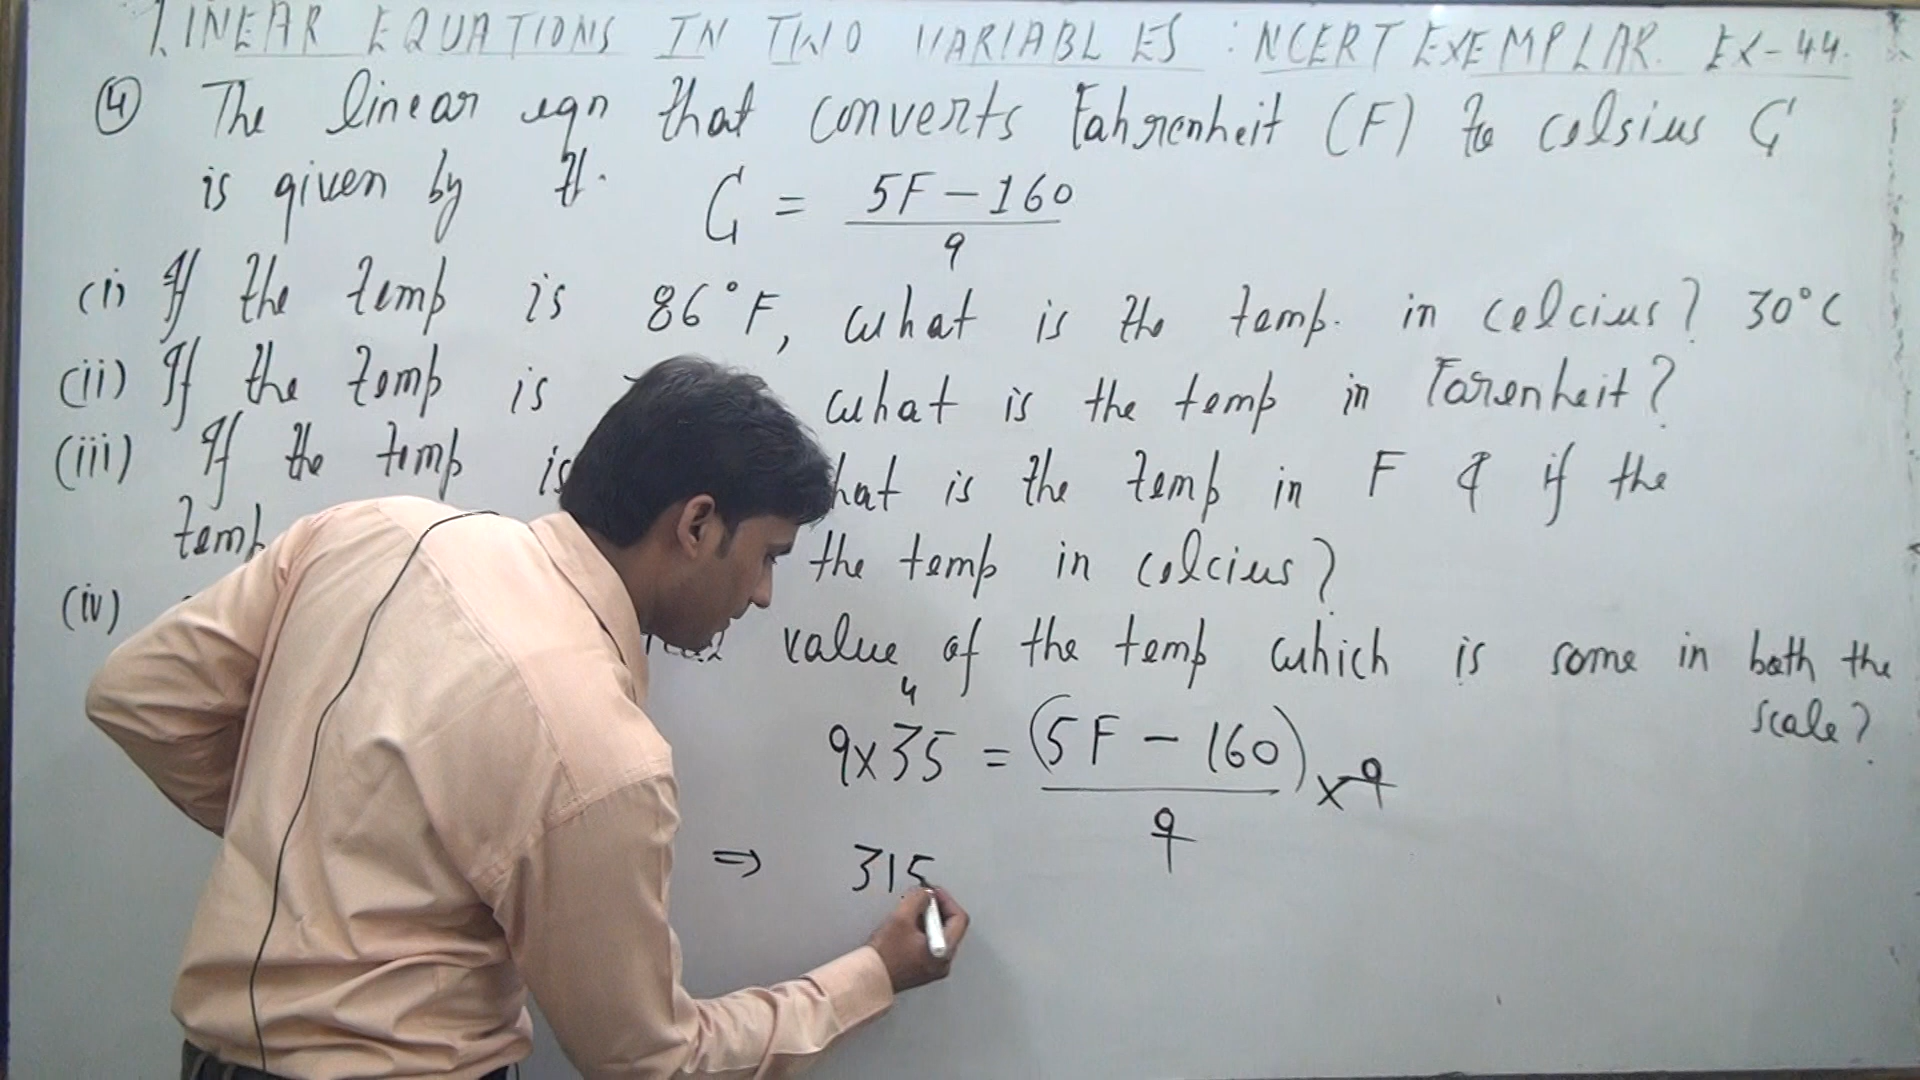 LINEAR EQUATIONS IN TWO VARIABLES : NCERT EXEMPLAR. EX-4.4.
(4) The linear eqn that converts Fahrenheit (F) to celsius C
is given by
C = (5F - 160)/9
(i) If the temp is 86°F, what is the temp. in celcius? 30°C
(ii) If the temp is what is the temp in Farenheit?
(iii) If the temp is hat is the temp in F & if the
temp the temp in celcius?
(iv) value of the temp which is same in both the
scale?
4
9x35 = (5F - 160)/9 x 9
⇒ 315